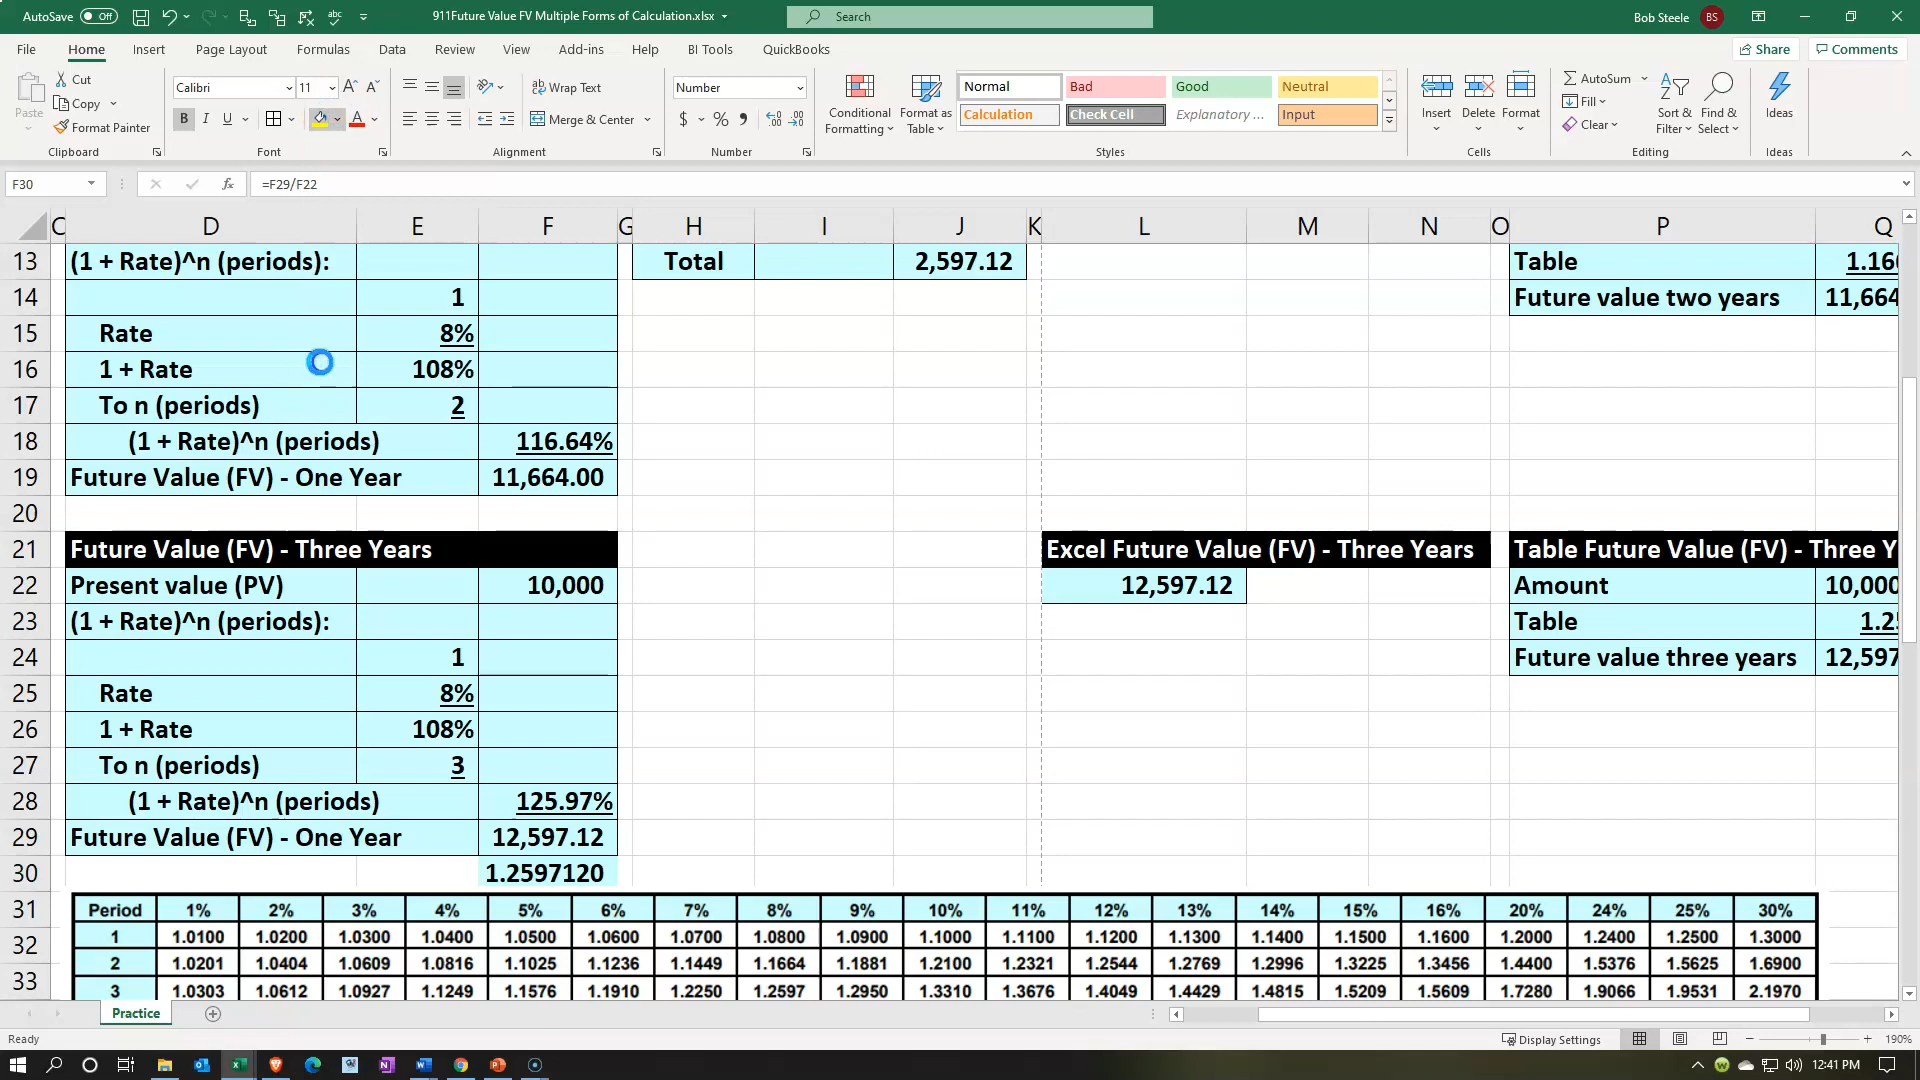 AutoSave Off 911Future Value FV Multiple Forms of Calculation.xlsx Search Bob Steele BS
File Home Insert Page Layout Formulas Data Review View Add-ins Help BI Tools QuickBooks Share Comments
Paste Cut Copy Format Painter Clipboard
Calibri 11 B I U A Font
Wrap Text Merge & Center Alignment
Number $ % Number
Conditional Formatting Format as Table Normal Bad Good Neutral Calculation Check Cell Explanatory ... Input Styles
Insert Delete Format Cells
AutoSum Fill Clear Sort & Filter Find & Select Editing
Ideas Ideas
F30 fx =F29/F22
C D E F G H I J K L M N O P Q
13 (1 + Rate)^n (periods): Total 2,597.12 Table
14 1 Future value two years 11,664
15 Rate 8%
16 1 + Rate 108%
17 To n (periods) 2
18 (1 + Rate)^n (periods) 116.64%
19 Future Value (FV) - One Year 11,664.00
20
21 Future Value (FV) - Three Years Excel Future Value (FV) - Three Years Table Future Value (FV) - Three Y
22 Present value (PV) 10,000 12,597.12 Amount 10,000
23 (1 + Rate)^n (periods): Table
24 1 Future value three years 12,597
25 Rate 8%
26 1 + Rate 108%
27 To n (periods) 3
28 (1 + Rate)^n (periods) 125.97%
29 Future Value (FV) - One Year 12,597.12
30 1.2597120
31 Period 1% 2% 3% 4% 5% 6% 7% 8% 9% 10% 11% 12% 13% 14% 15% 16% 20% 24% 25% 30%
32 1 1.0100 1.0200 1.0300 1.0400 1.0500 1.0600 1.0700 1.0800 1.0900 1.1000 1.1100 1.1200 1.1300 1.1400 1.1500 1.1600 1.2000 1.2400 1.2500 1.3000
2 1.0201 1.0404 1.0609 1.0816 1.1025 1.1236 1.1449 1.1664 1.1881 1.2100 1.2321 1.2544 1.2769 1.2996 1.3225 1.3456 1.4400 1.5376 1.5625 1.6900
33 3 1.0303 1.0612 1.0927 1.1249 1.1576 1.1910 1.2250 1.2597 1.2950 1.3310 1.3676 1.4049 1.4429 1.4815 1.5209 1.5609 1.7280 1.9066 1.9531 2.1970
Practice
Ready Display Settings 190%
12:41 PM